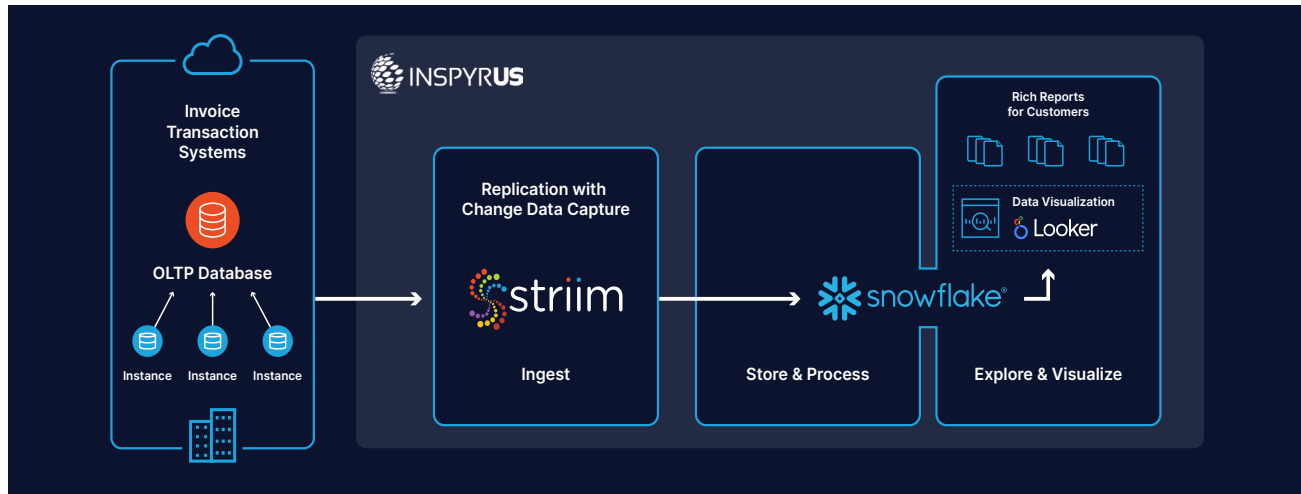 Invoice
Transaction
Systems
OLTP Database
Instance
Instance
Instance
INSPYRUS
Replication with
Change Data Capture
striim
Ingest
snowflake®
Store & Process
Rich Reports
for Customers
Data Visualization
Looker
Explore & Visualize